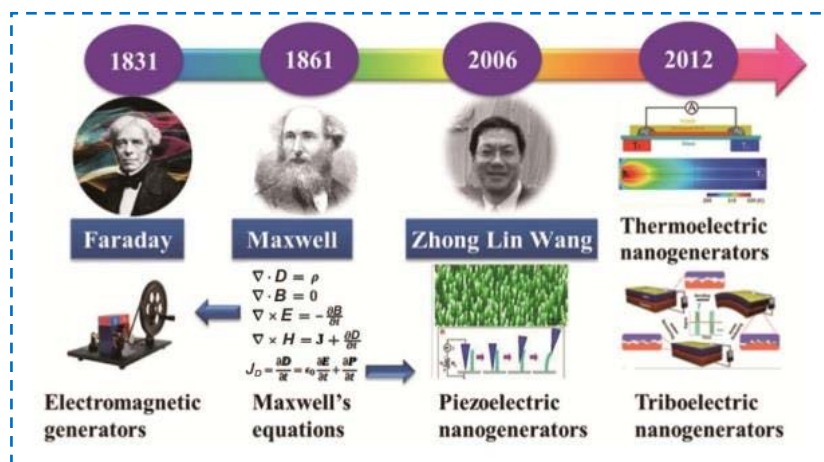 1831
1861
2006
2012
A
Faraday
Maxwell
Zhong Lin Wang
Thermoelectric
nanogenerators
∇ · D = ρ
∇ · B = 0
∇ × E = -∂B/∂t
∇ × H = J + ∂D/∂t
J_D = ∂D/∂t = ε₀ ∂E/∂t + ∂P/∂t
Electromagnetic
generators
Maxwell's
equations
Piezoelectric
nanogenerators
Triboelectric
nanogenerators